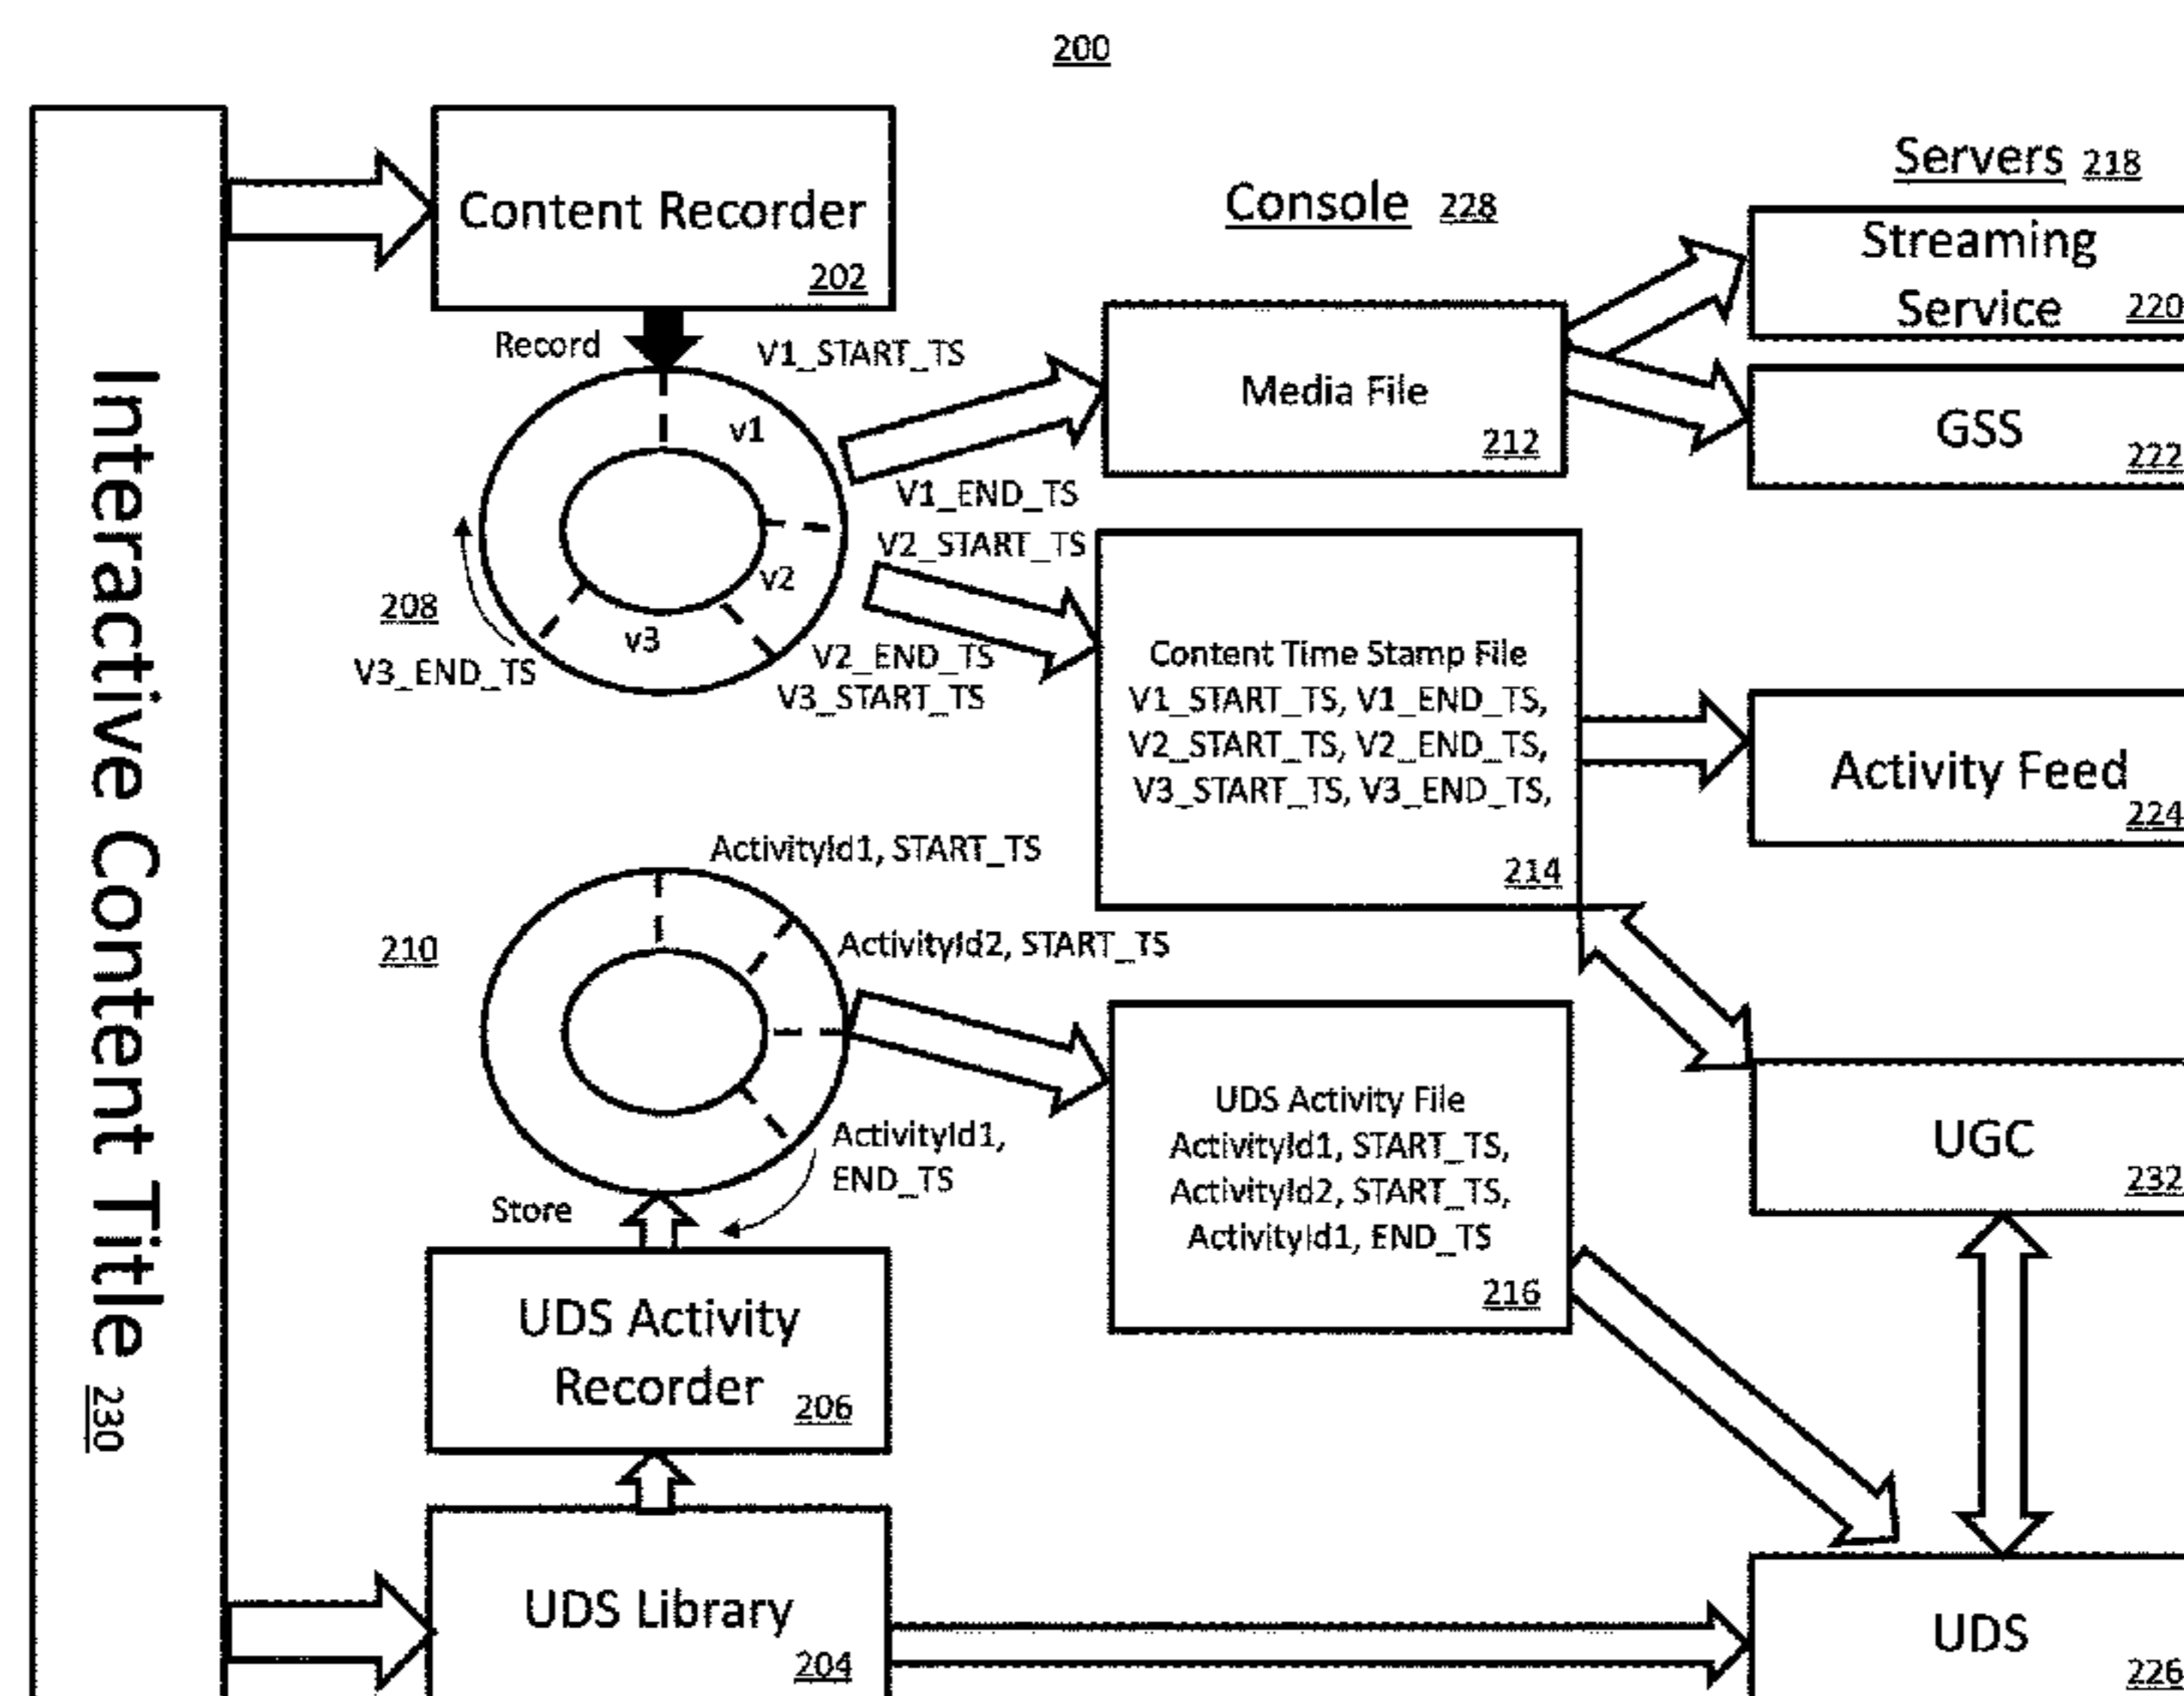 200
Interactive Content Title 230
Content Recorder
202
Record
V1_START_TS
v1
V1_END_TS
V2_START_TS
v2
V2_END_TS
V3_START_TS
v3
V3_END_TS
208
Console 228
Media File
212
Servers 218
Streaming
Service 220
GSS
222
Content Time Stamp File
V1_START_TS, V1_END_TS,
V2_START_TS, V2_END_TS,
V3_START_TS, V3_END_TS,
214
Activity Feed
224
210
ActivityId1, START_TS
ActivityId2, START_TS
ActivityId1,
END_TS
Store
UDS Activity File
ActivityId1, START_TS,
ActivityId2, START_TS,
ActivityId1, END_TS
216
UGC
232
UDS Activity
Recorder 206
UDS Library
204
UDS
226